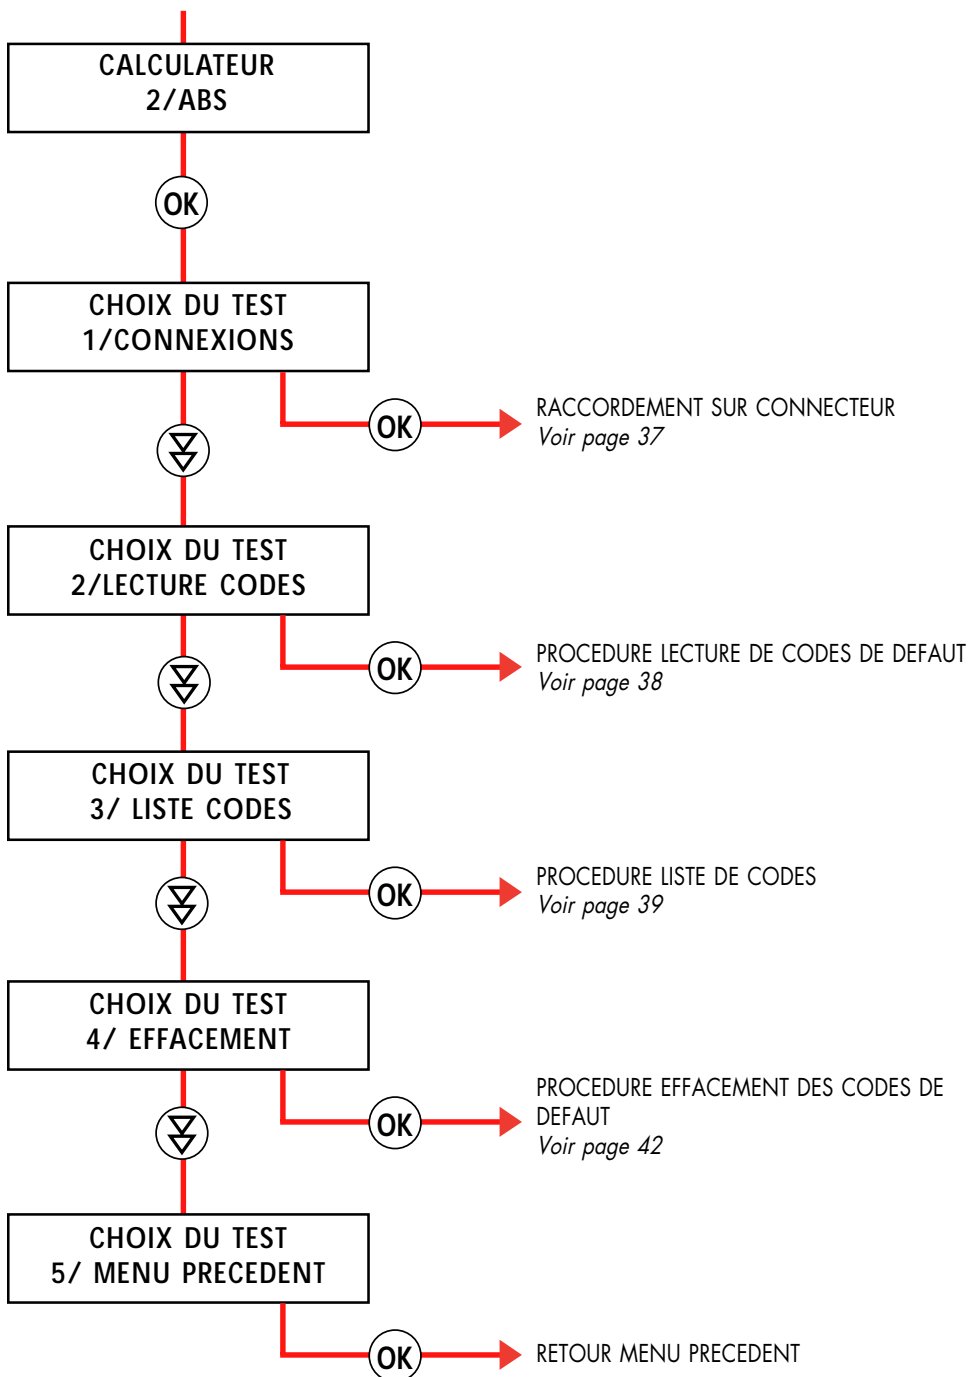 CALCULATEUR
2/ABS
OK
CHOIX DU TEST
1/CONNEXIONS
OK
RACCORDEMENT SUR CONNECTEUR
Voir page 37
CHOIX DU TEST
2/LECTURE CODES
OK
PROCEDURE LECTURE DE CODES DE DEFAUT
Voir page 38
CHOIX DU TEST
3/ LISTE CODES
OK
PROCEDURE LISTE DE CODES
Voir page 39
CHOIX DU TEST
4/ EFFACEMENT
OK
PROCEDURE EFFACEMENT DES CODES DE
DEFAUT
Voir page 42
CHOIX DU TEST
5/ MENU PRECEDENT
OK
RETOUR MENU PRECEDENT